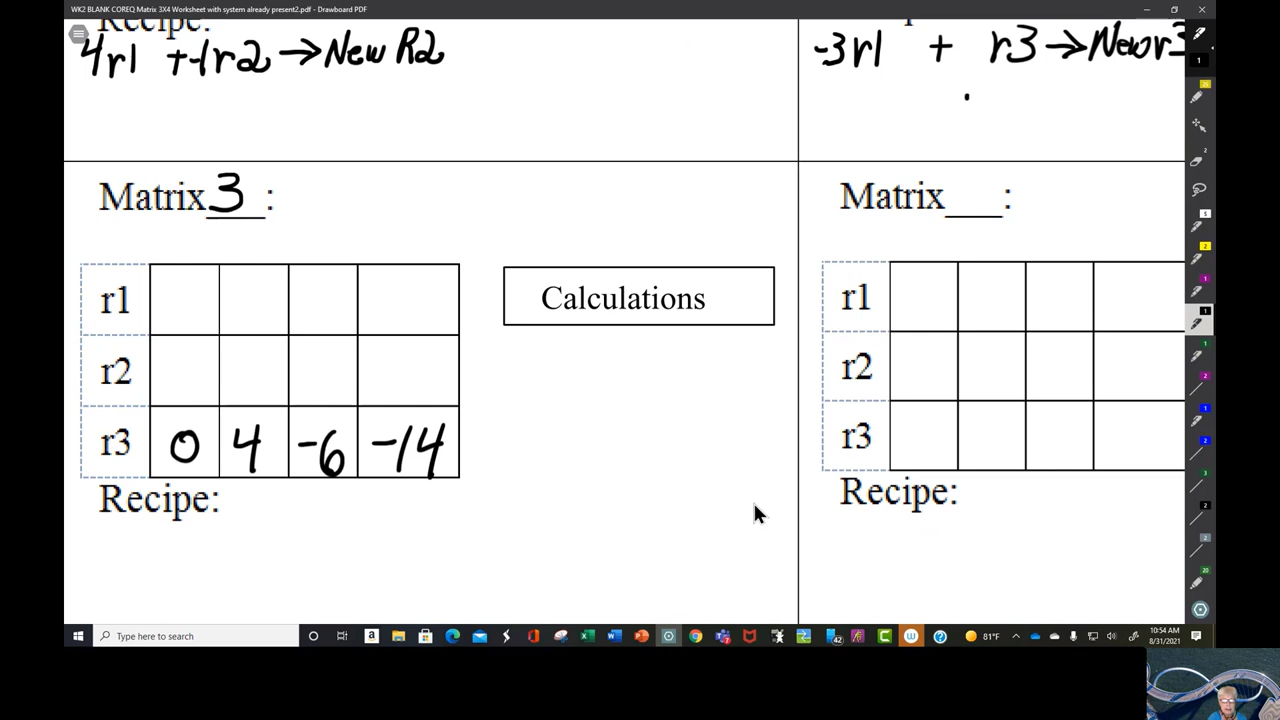 WK2 BLANK COREQ Matrix 3X4 Worksheet with system already present2.pdf - Drawboard PDF
Recipe:
4r1 +-1r2 → New R2
-3r1 + r3 → New r3
Matrix 3 :
r1
r2
r3 0 4 -6 -14
Recipe:
Calculations
Matrix___:
r1
r2
r3
Recipe:
Type here to search
81°F
10:54 AM
8/31/2021